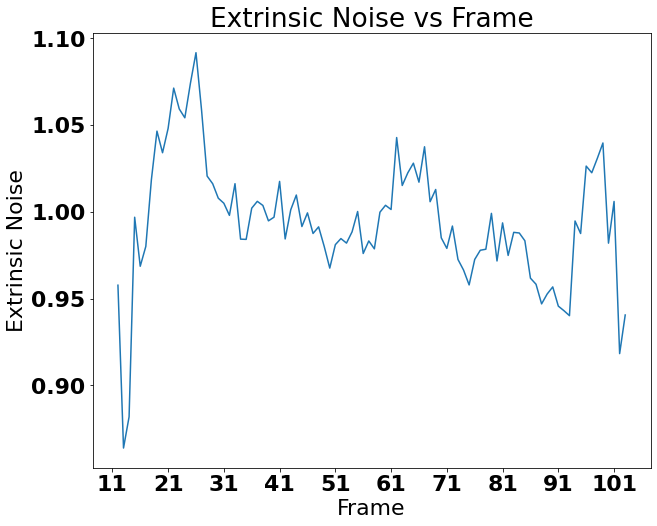 Extrinsic Noise vs Frame
Extrinsic Noise
1.10
1.05
1.00
0.95
0.90
11 21 31 41 51 61 71 81 91 101
Frame